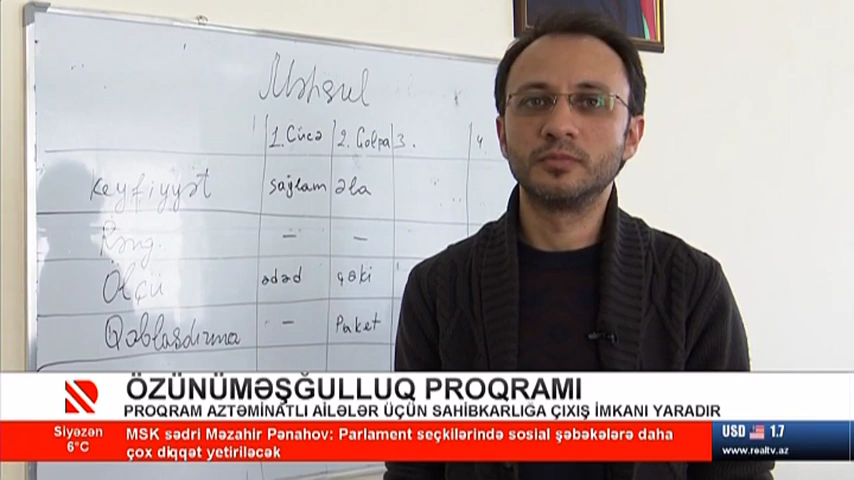 Məhsul
1. Cücə 2. Çolpa 3. 4.
Keyfiyyət sağlam əla
Rəng. – –
Ölçü ədəd çəki
Qablaşdırma – Paket
ÖZÜNÜMƏŞĞULLUQ PROQRAMI
PROQRAM AZTƏMİNATLI AİLƏLƏR ÜÇÜN SAHİBKARLIĞA ÇIXIŞ İMKANI YARADIR
Siyəzən
6°C
MSK sədri Məzahir Pənahov: Parlament seçkilərində sosial şəbəkələrə daha
çox diqqət yetiriləcək
USD 1.7
www.realtv.az